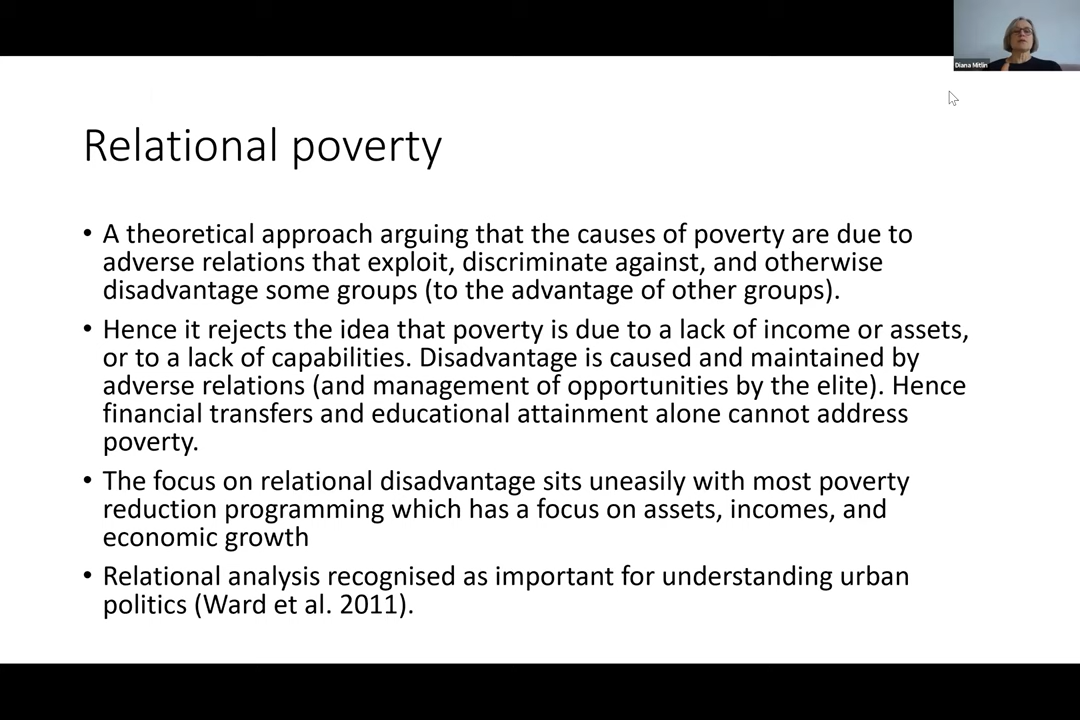 Diana Mitlin
Relational poverty
• A theoretical approach arguing that the causes of poverty are due to
adverse relations that exploit, discriminate against, and otherwise
disadvantage some groups (to the advantage of other groups).
• Hence it rejects the idea that poverty is due to a lack of income or assets,
or to a lack of capabilities. Disadvantage is caused and maintained by
adverse relations (and management of opportunities by the elite). Hence
financial transfers and educational attainment alone cannot address
poverty.
• The focus on relational disadvantage sits uneasily with most poverty
reduction programming which has a focus on assets, incomes, and
economic growth
• Relational analysis recognised as important for understanding urban
politics (Ward et al. 2011).